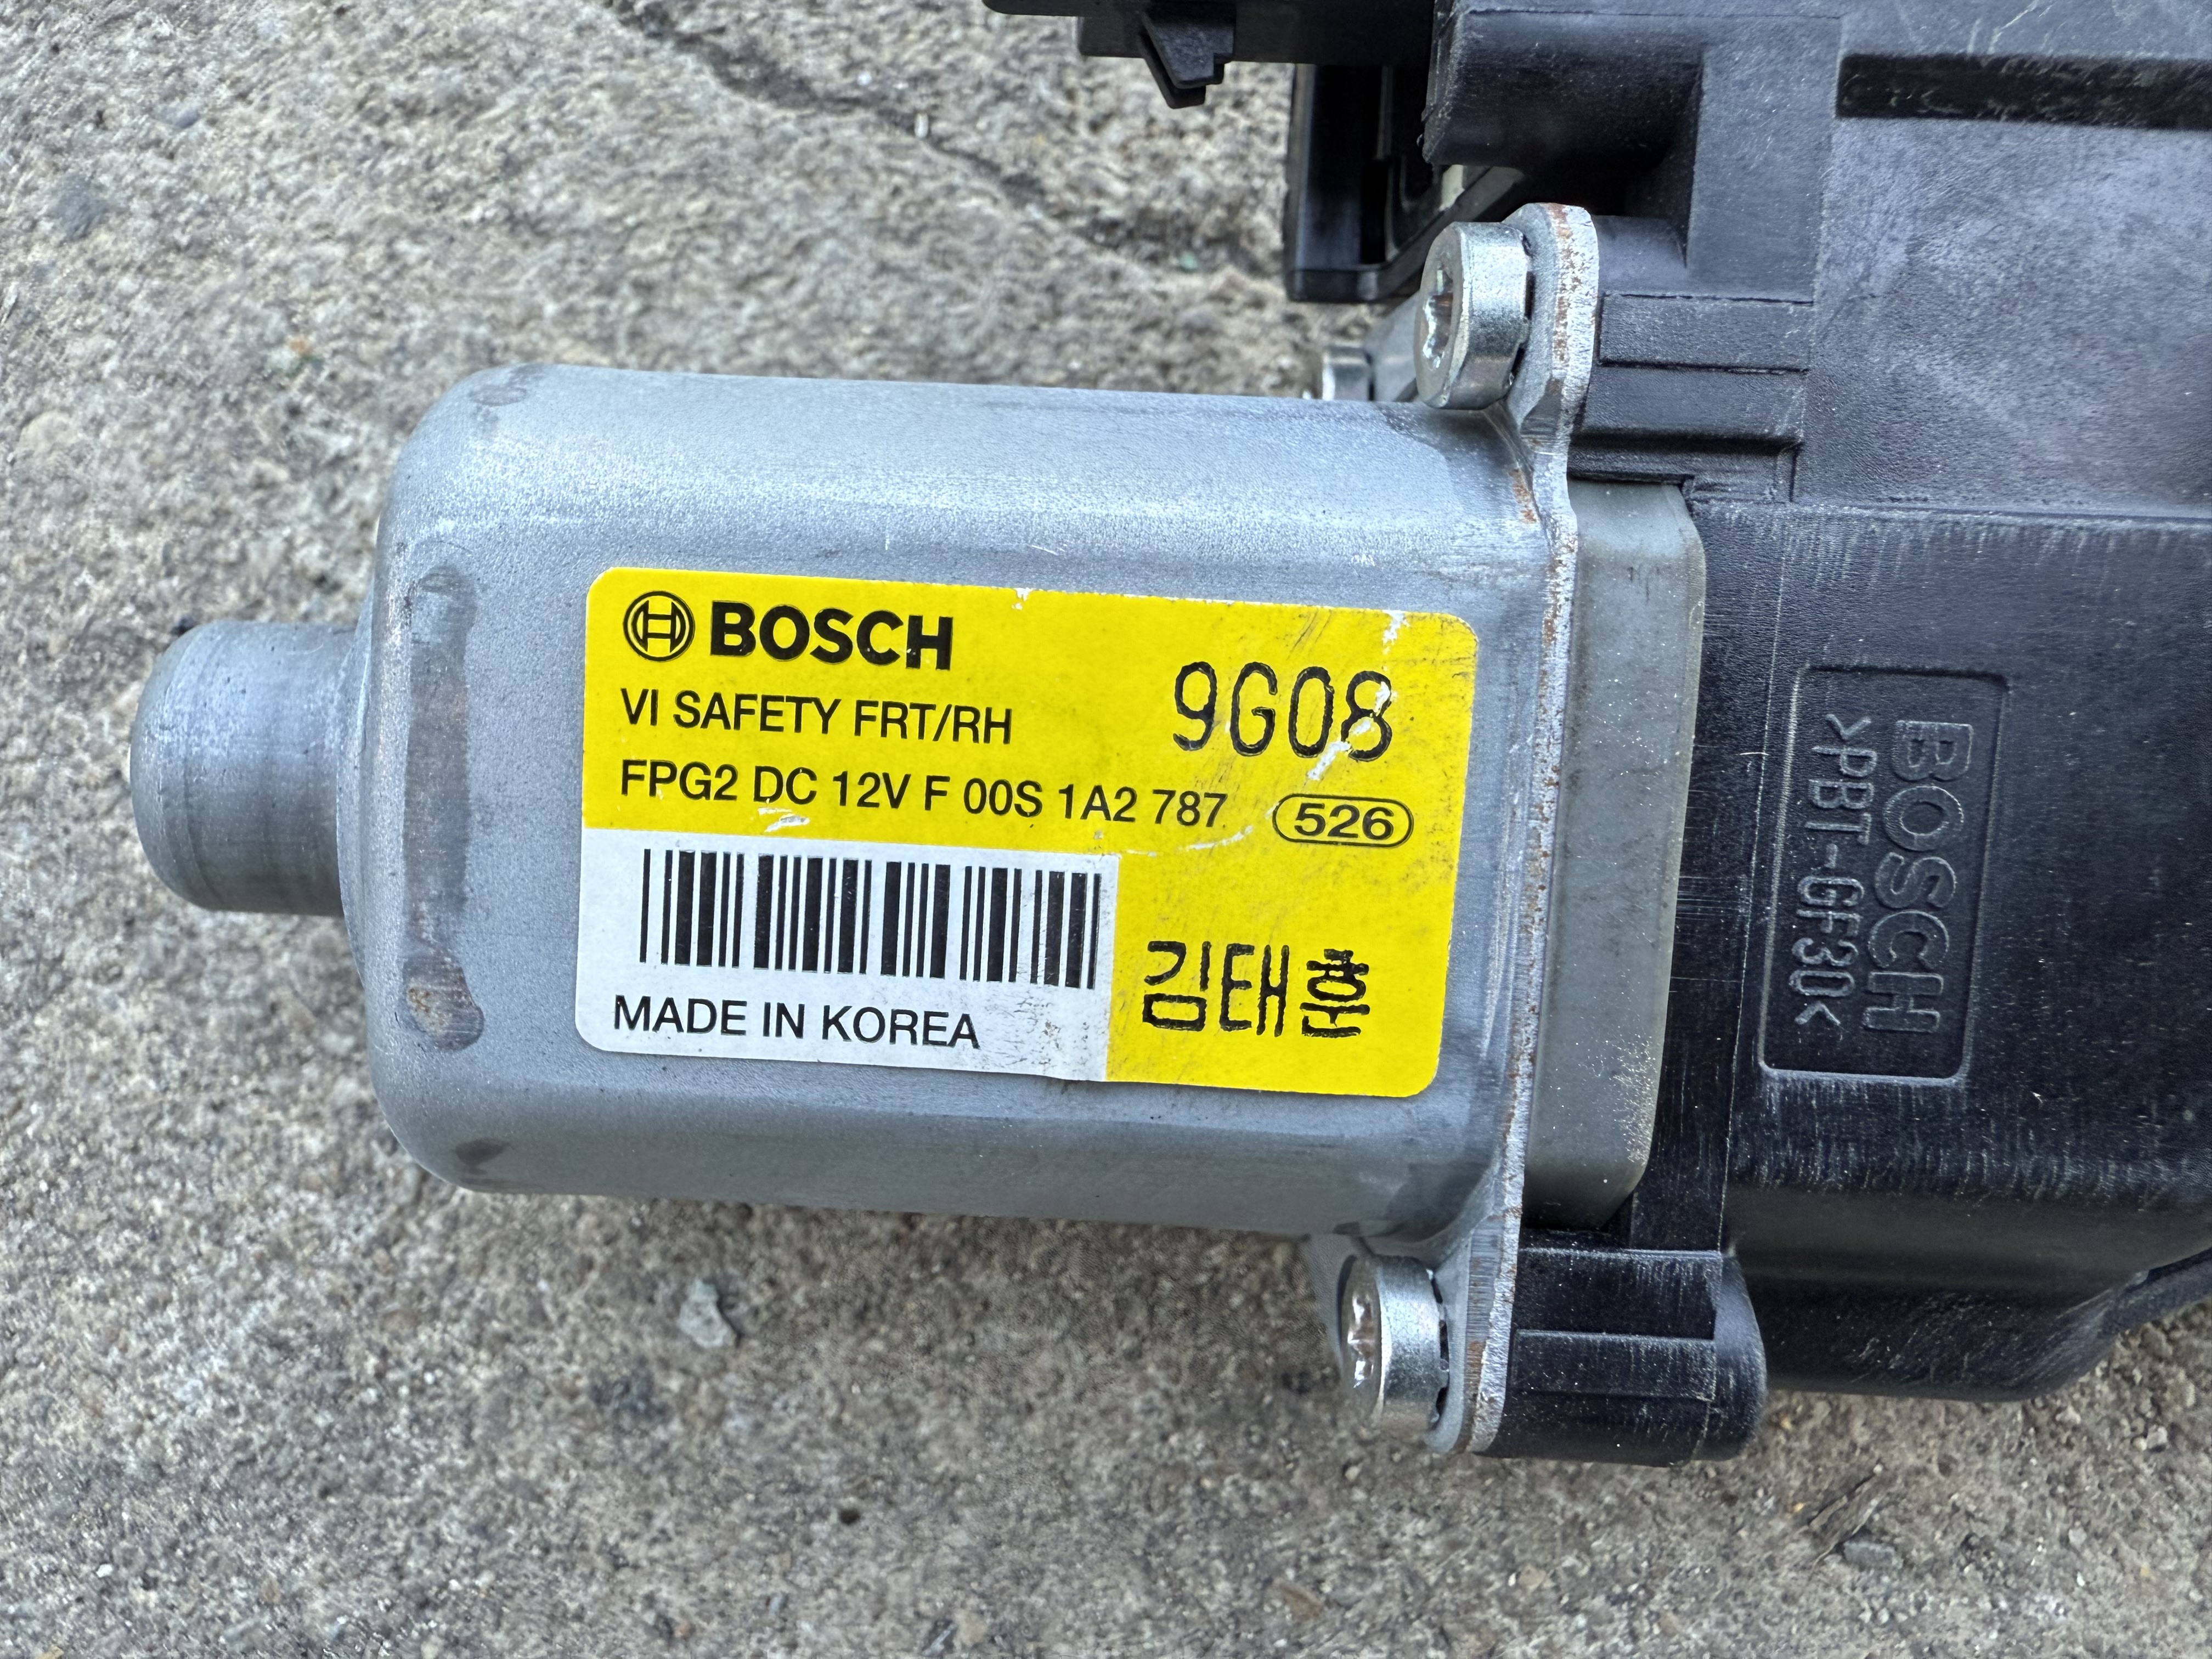 BOSCH
9G08
VI SAFETY FRT/RH
FPG2 DC 12V F 00S 1A2 787 526
김태훈
MADE IN KOREA
BOSCH
>PBT-GF30<